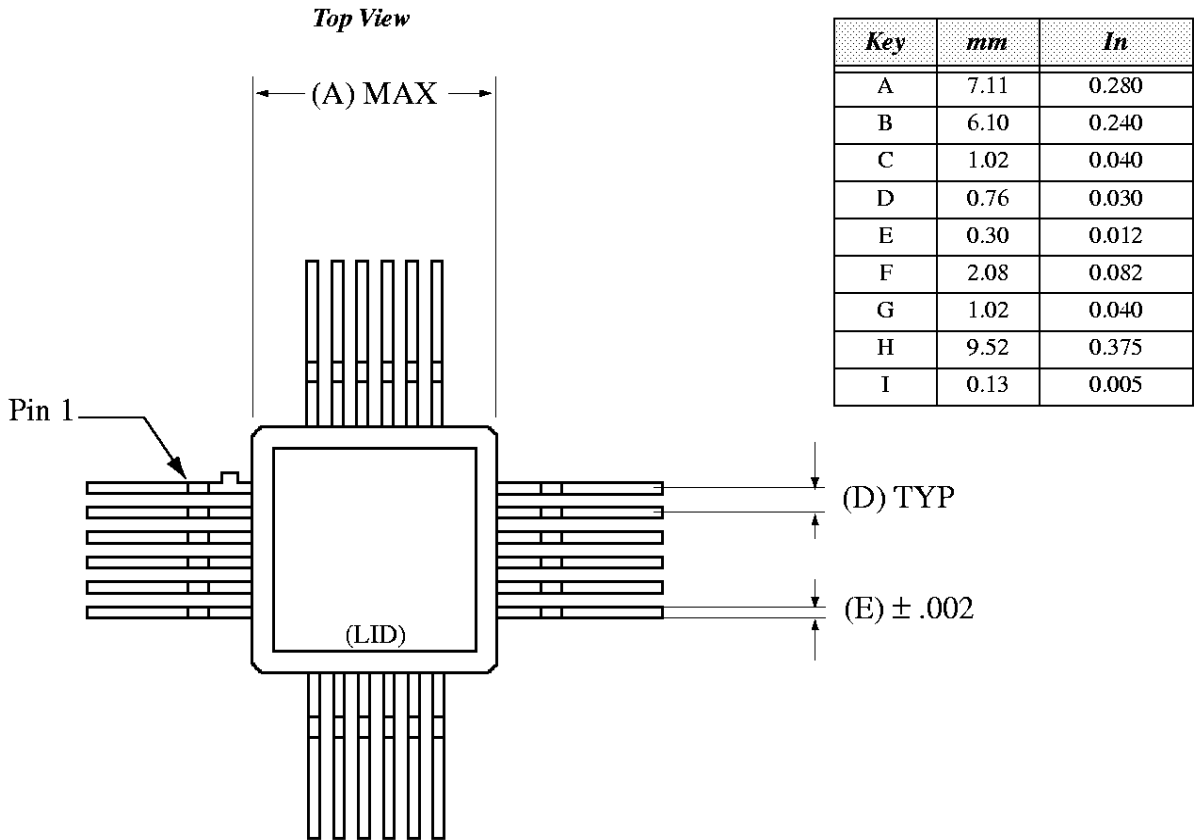 Top View
Key mm In
A 7.11 0.280
B 6.10 0.240
C 1.02 0.040
D 0.76 0.030
E 0.30 0.012
F 2.08 0.082
G 1.02 0.040
H 9.52 0.375
I 0.13 0.005
(A) MAX
Pin 1
(D) TYP
(E) ± .002
(LID)